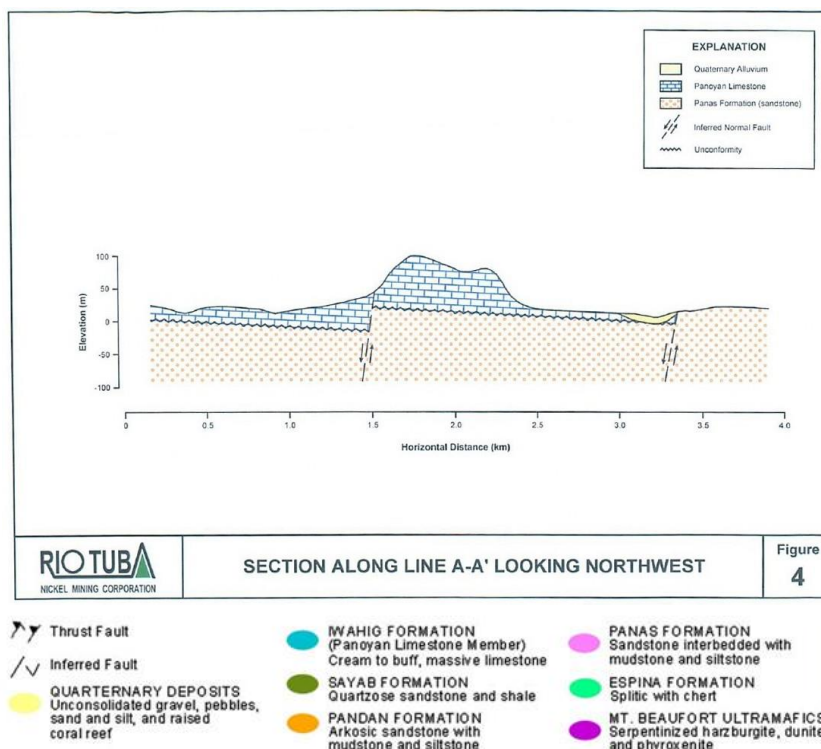 EXPLANATION
Quaternary Alluvium
Panoyan Limestone
Panas Formation (sandstone)
Inferred Normal Fault
Unconformity
Elevation (m)
100
50
0
-50
-100
0
0.5
1.0
1.5
2.0
2.5
3.0
3.5
4.0
Horizontal Distance (km)
RIO TUBA
NICKEL MINING CORPORATION
SECTION ALONG LINE A-A' LOOKING NORTHWEST
Figure
4
Thrust Fault
Inferred Fault
QUARTERNARY DEPOSITS
Unconsolidated gravel, pebbles,
sand and silt, and raised
coral reef
IWAHIG FORMATION
(Panoyan Limestone Member)
Cream to buff, massive limestone
SAYAB FORMATION
Quartzose sandstone and shale
PANDAN FORMATION
Arkosic sandstone with
mudstone and siltstone
PANAS FORMATION
Sandstone interbedded with
mudstone and siltstone
ESPINA FORMATION
Splitic with chert
MT. BEAUFORT ULTRAMAFICS
Serpentinized harzburgite, dunite
and phyroxenite